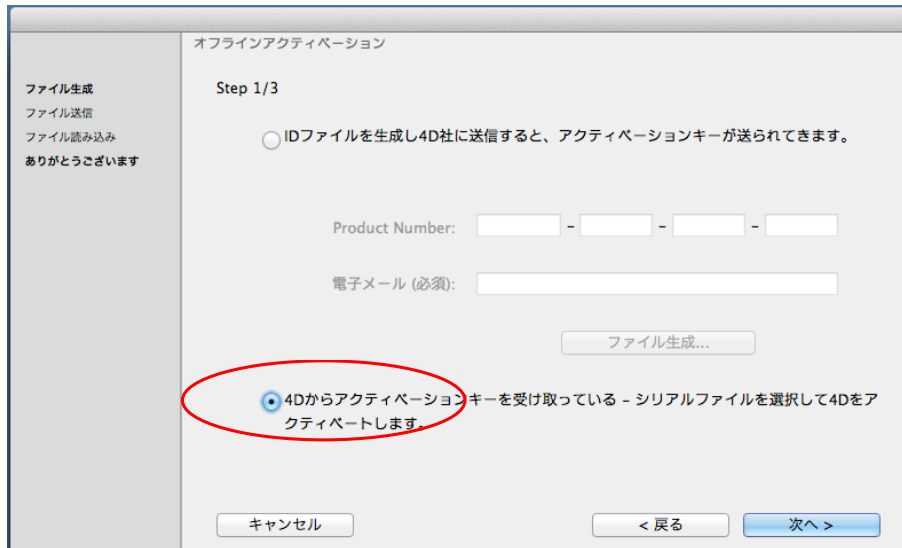 オフラインアクティベーション
ファイル生成
ファイル送信
ファイル読み込み
ありがとうございます
Step 1/3
IDファイルを生成し4D社に送信すると、アクティベーションキーが送られてきます。
Product Number:
-
-
-
電子メール (必須):
ファイル生成...
4Dからアクティベーションキーを受け取っている – シリアルファイルを選択して4Dをア
クティベートします。
キャンセル
< 戻る
次へ >